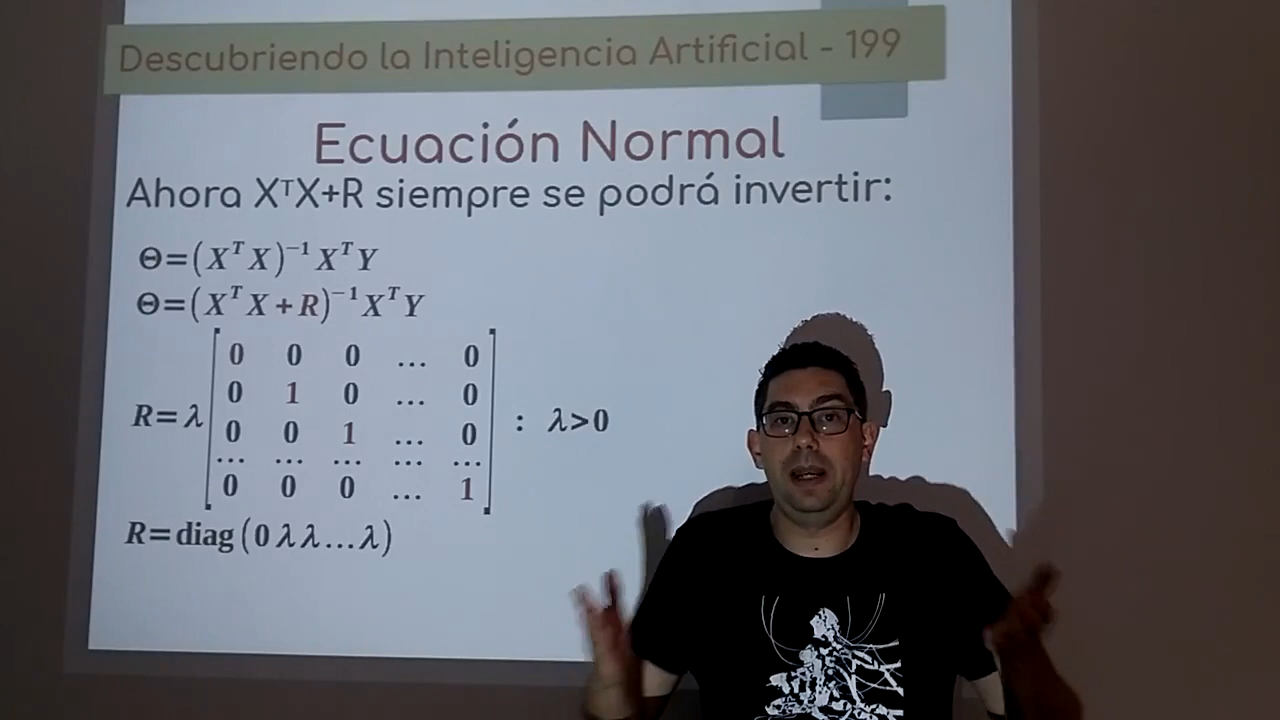 Descubriendo la Inteligencia Artificial - 199
Ecuación Normal
Ahora XᵀX+R siempre se podrá invertir:
Θ=(XᵀX)⁻¹XᵀY
Θ=(XᵀX+R)⁻¹XᵀY
0 0 0 ... 0
0 1 0 ... 0
R=λ : λ>0
0 0 1 ... 0
... ... ... ... ...
0 0 0 ... 1
R=diag(0 λ λ...λ)